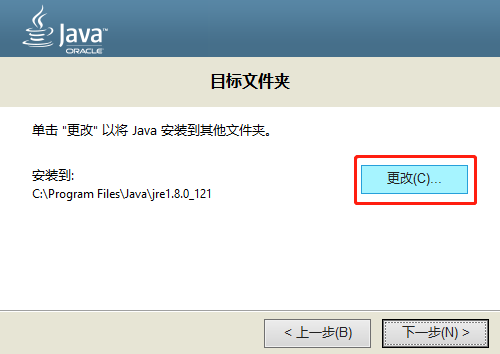 Java™
ORACLE
目标文件夹
单击 "更改" 以将 Java 安装到其他文件夹。
安装到:
C:\Program Files\Java\jre1.8.0_121
更改(C)...
< 上一步(B)
下一步(N) >